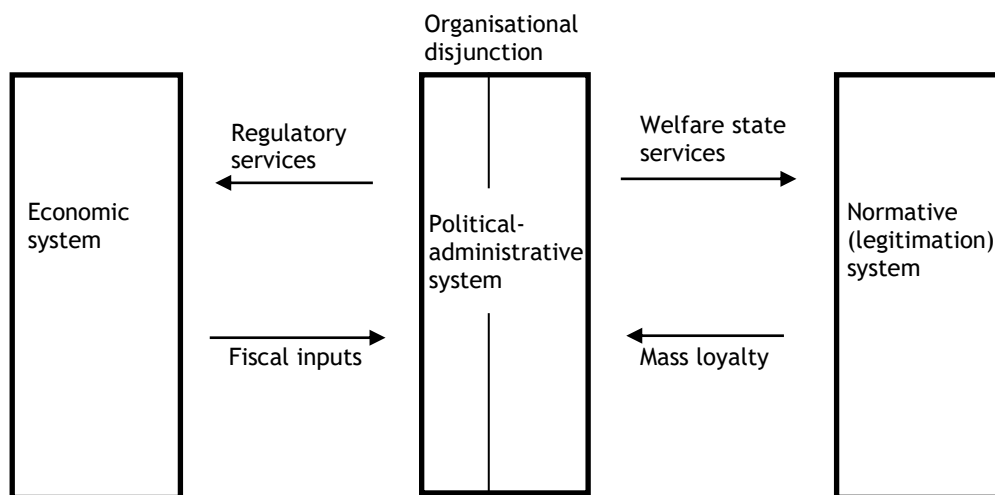 Organisational
disjunction
Regulatory
services
Welfare state
services
Economic
system
Political-
administrative
system
Normative
(legitimation)
system
Fiscal inputs
Mass loyalty